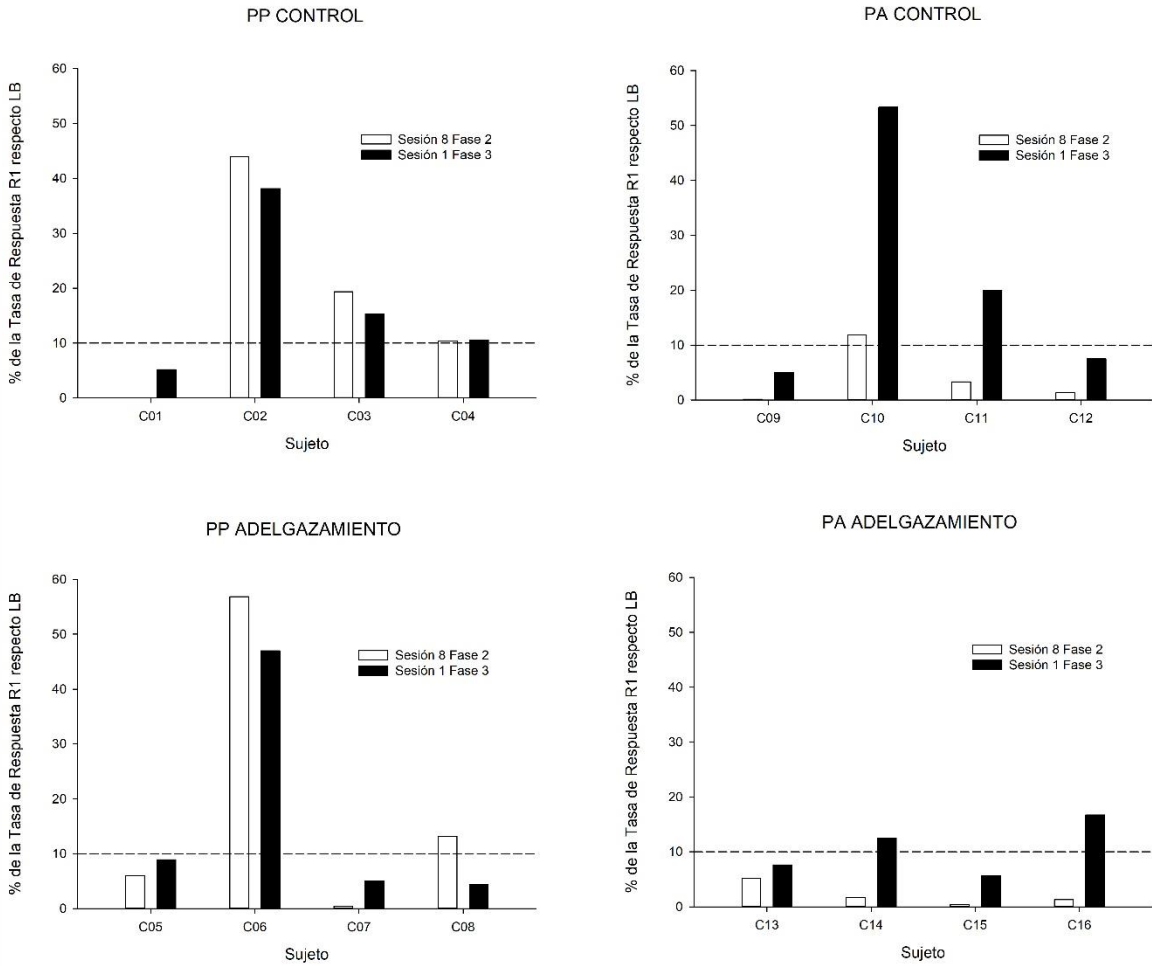 PP CONTROL
% de la Tasa de Respuesta R1 respecto LB
60
50
40
30
20
10
0
Sesión 8 Fase 2
Sesión 1 Fase 3
C01 C02 C03 C04
Sujeto
PA CONTROL
% de la Tasa de Respuesta R1 respecto LB
60
50
40
30
20
10
0
Sesión 8 Fase 2
Sesión 1 Fase 3
C09 C10 C11 C12
Sujeto
PP ADELGAZAMIENTO
% de la Tasa de Respuesta R1 respecto LB
60
50
40
30
20
10
0
Sesión 8 Fase 2
Sesión 1 Fase 3
C05 C06 C07 C08
Sujeto
PA ADELGAZAMIENTO
% de la Tasa de Respuesta R1 respecto LB
60
50
40
30
20
10
0
Sesión 8 Fase 2
Sesión 1 Fase 3
C13 C14 C15 C16
Sujeto